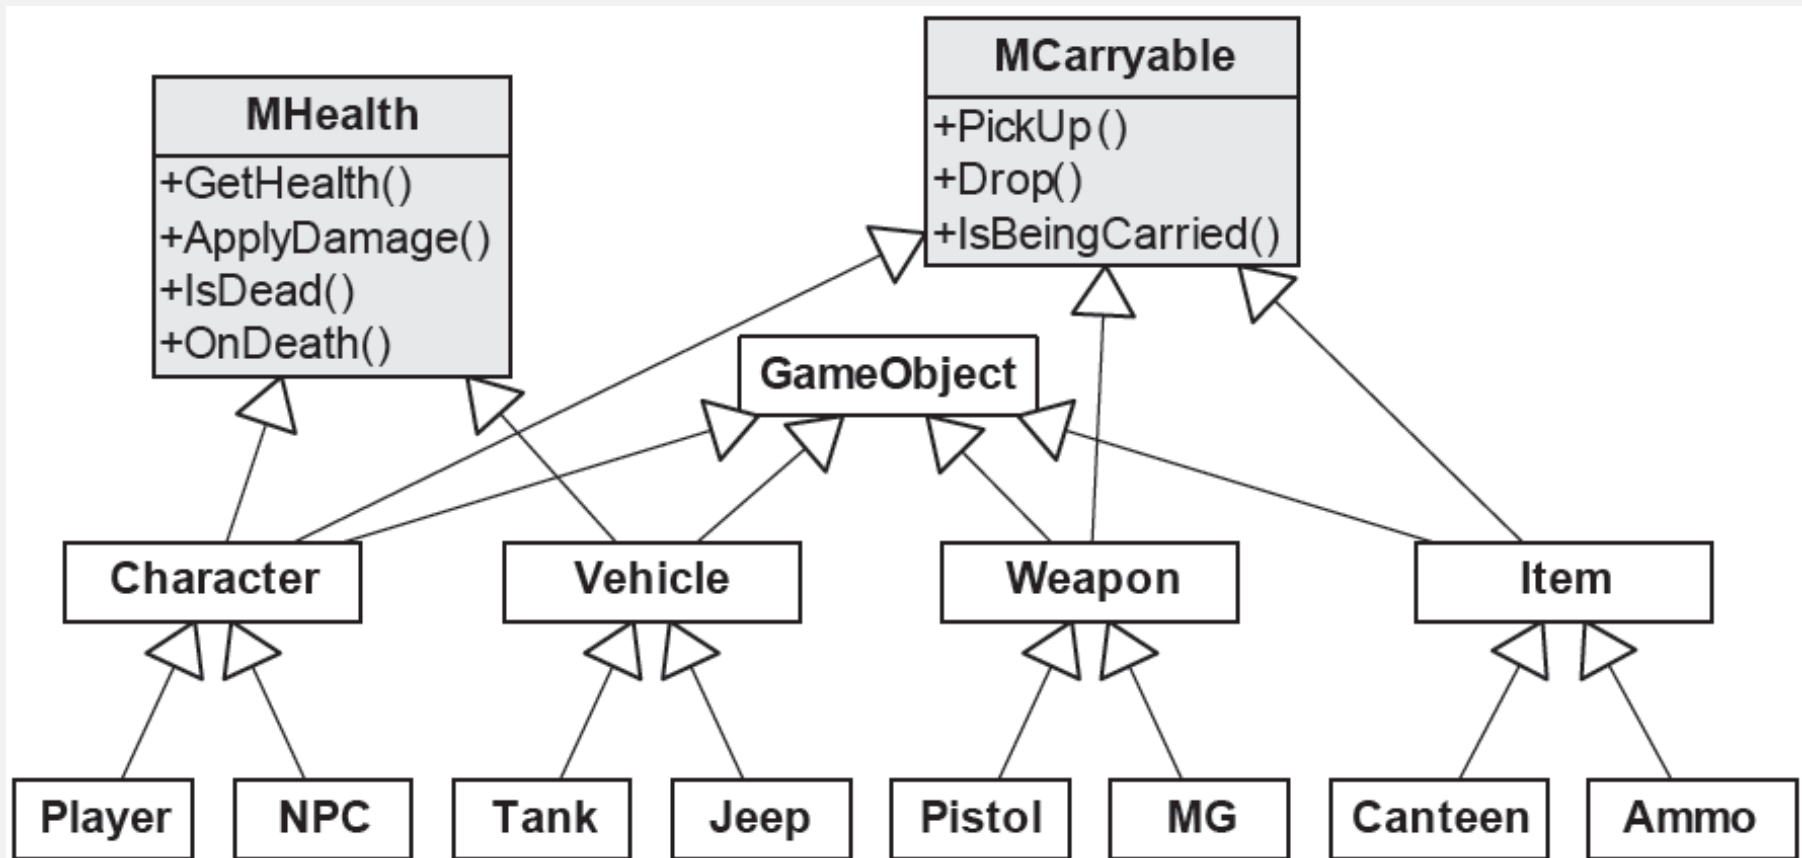 MCarryable
+PickUp()
+Drop()
+IsBeingCarried()
MHealth
+GetHealth()
+ApplyDamage()
+IsDead()
+OnDeath()
GameObject
Character
Vehicle
Weapon
Item
Player
NPC
Tank
Jeep
Pistol
MG
Canteen
Ammo